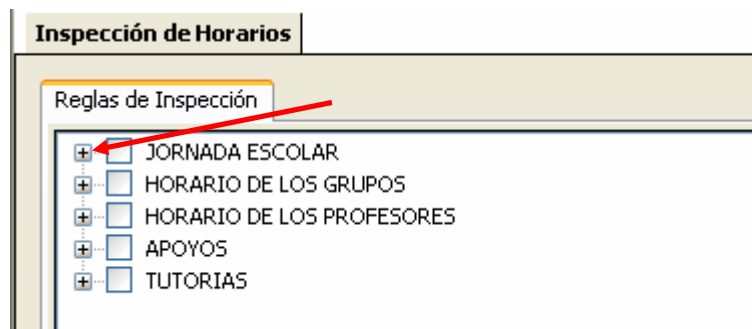 Inspección de Horarios
Reglas de Inspección
JORNADA ESCOLAR
HORARIO DE LOS GRUPOS
HORARIO DE LOS PROFESORES
APOYOS
TUTORIAS